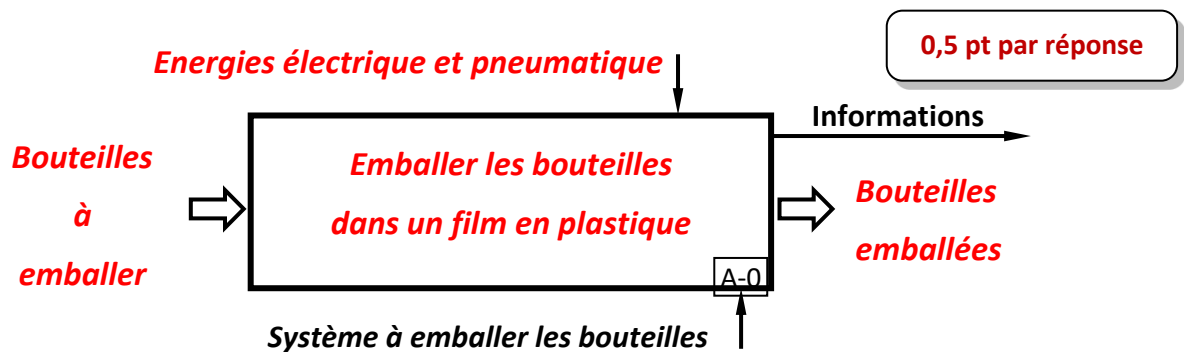 0,5 pt par réponse
Energies électrique et pneumatique
Informations
Bouteilles
à
emballer
Emballer les bouteilles
dans un film en plastique
Bouteilles
emballées
A-0
Système à emballer les bouteilles